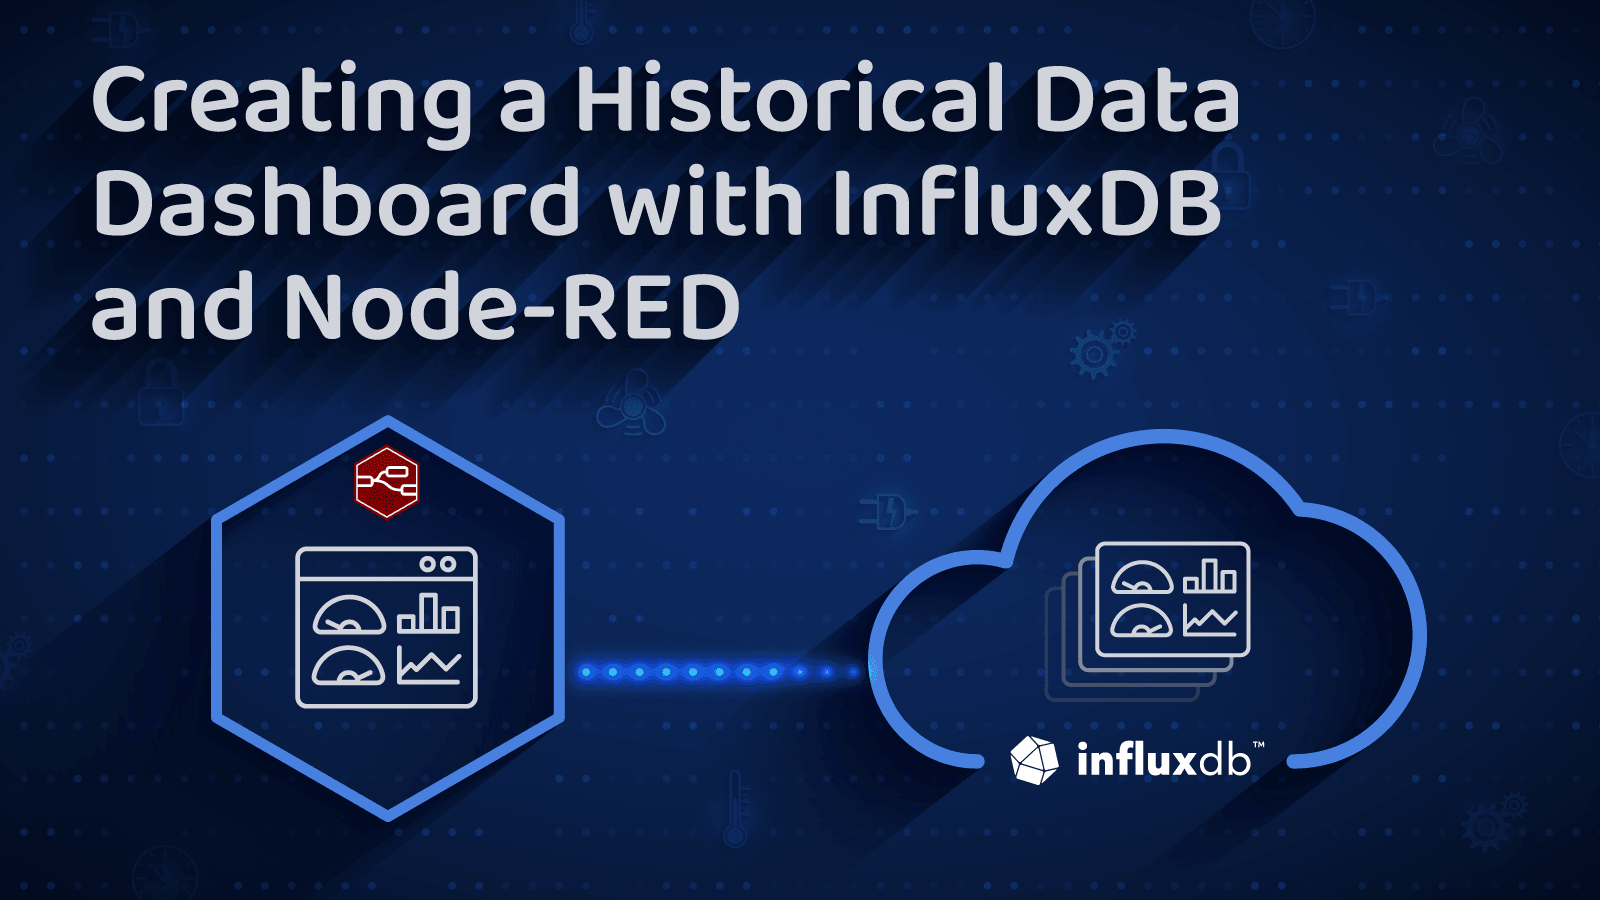 Creating a Historical Data
Dashboard with InfluxDB
and Node-RED
influxdb™